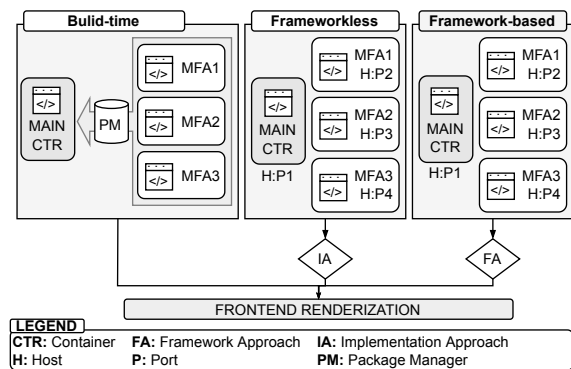 Bulid-time
MAIN
CTR
PM
</>
</>
MFA1
</>
MFA2
</>
MFA3
Frameworkless
</>
MAIN
CTR
H:P1
</>
MFA1
H:P2
</>
MFA2
H:P3
</>
MFA3
H:P4
Framework-based
</>
MAIN
CTR
H:P1
</>
MFA1
H:P2
</>
MFA2
H:P3
</>
MFA3
H:P4
IA
FA
FRONTEND RENDERIZATION
LEGEND
CTR: Container FA: Framework Approach IA: Implementation Approach
H: Host P: Port PM: Package Manager